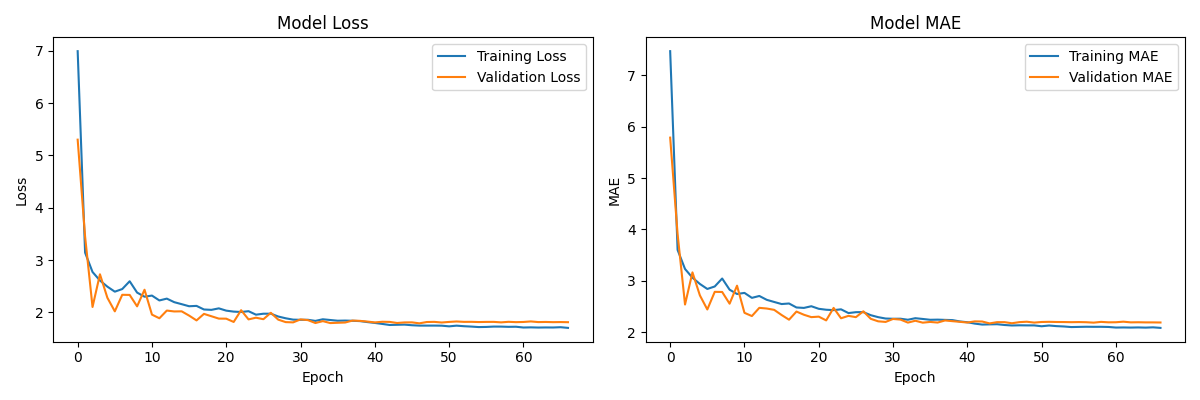 Model Loss
7
6
5
4
3
2
Loss
0 10 20 30 40 50 60
Epoch
Training Loss
Validation Loss
Model MAE
7
6
5
4
3
2
MAE
0 10 20 30 40 50 60
Epoch
Training MAE
Validation MAE